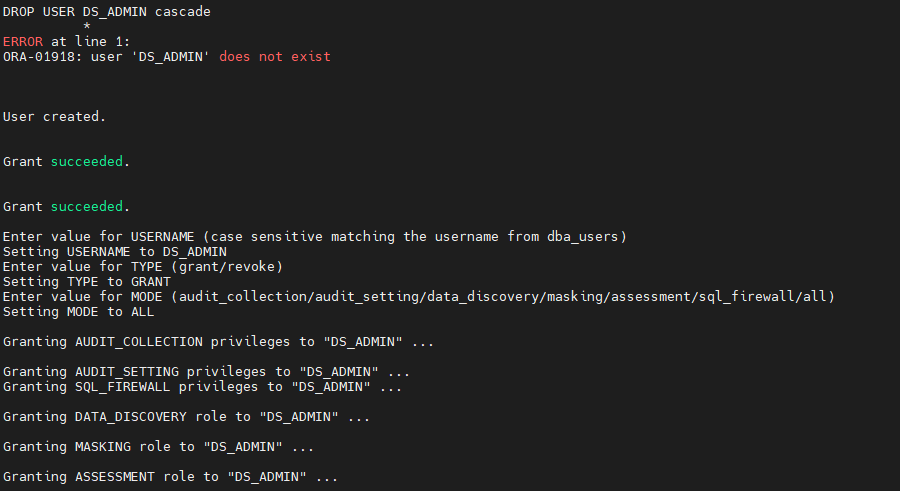 DROP USER DS_ADMIN cascade
*
ERROR at line 1:
ORA-01918: user 'DS_ADMIN' does not exist
User created.
Grant succeeded.
Grant succeeded.
Enter value for USERNAME (case sensitive matching the username from dba_users)
Setting USERNAME to DS_ADMIN
Enter value for TYPE (grant/revoke)
Setting TYPE to GRANT
Enter value for MODE (audit_collection/audit_setting/data_discovery/masking/assessment/sql_firewall/all)
Setting MODE to ALL
Granting AUDIT_COLLECTION privileges to "DS_ADMIN" ...
Granting AUDIT_SETTING privileges to "DS_ADMIN" ...
Granting SQL_FIREWALL privileges to "DS_ADMIN" ...
Granting DATA_DISCOVERY role to "DS_ADMIN" ...
Granting MASKING role to "DS_ADMIN" ...
Granting ASSESSMENT role to "DS_ADMIN" ...